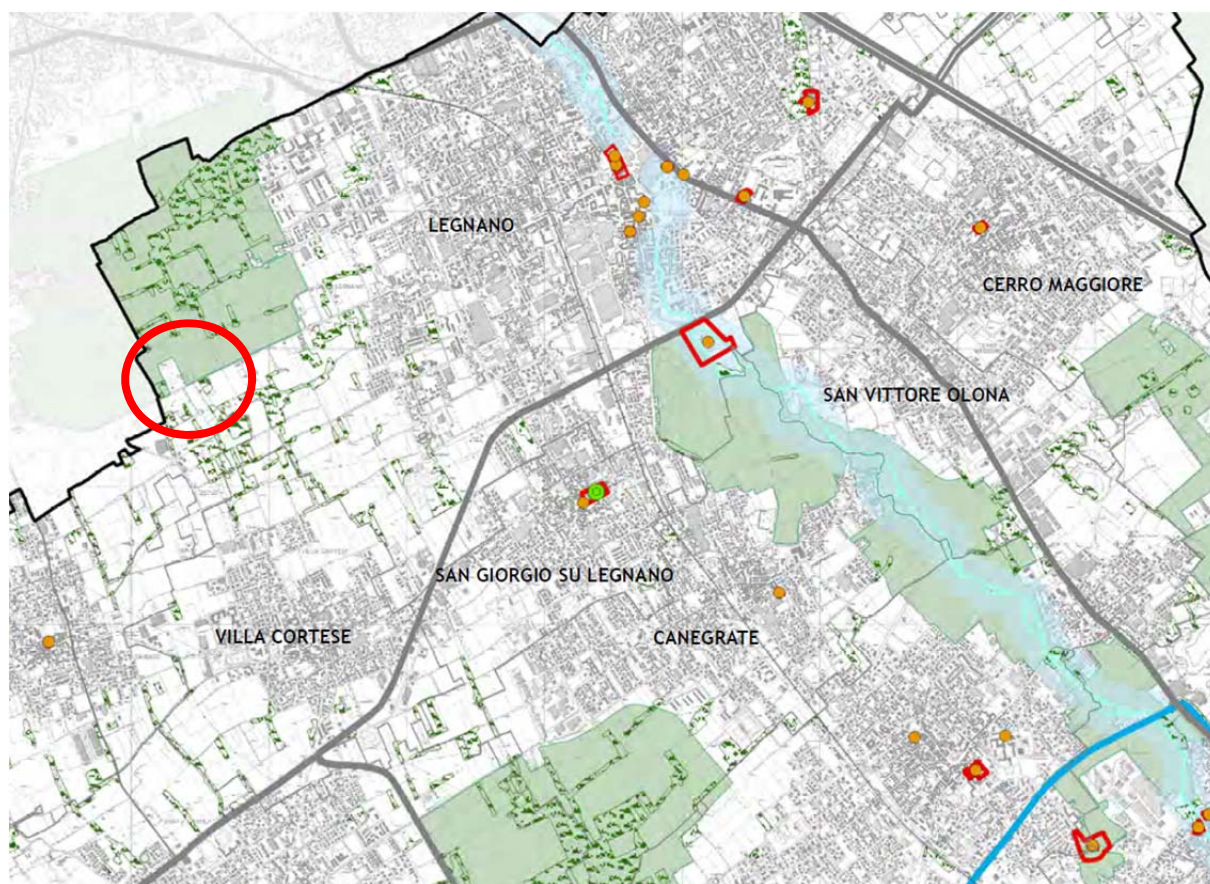 LEGNANO
CERRO MAGGIORE
SAN VITTORE OLONA
SAN GIORGIO SU LEGNANO
VILLA CORTESE
CANEGRATE